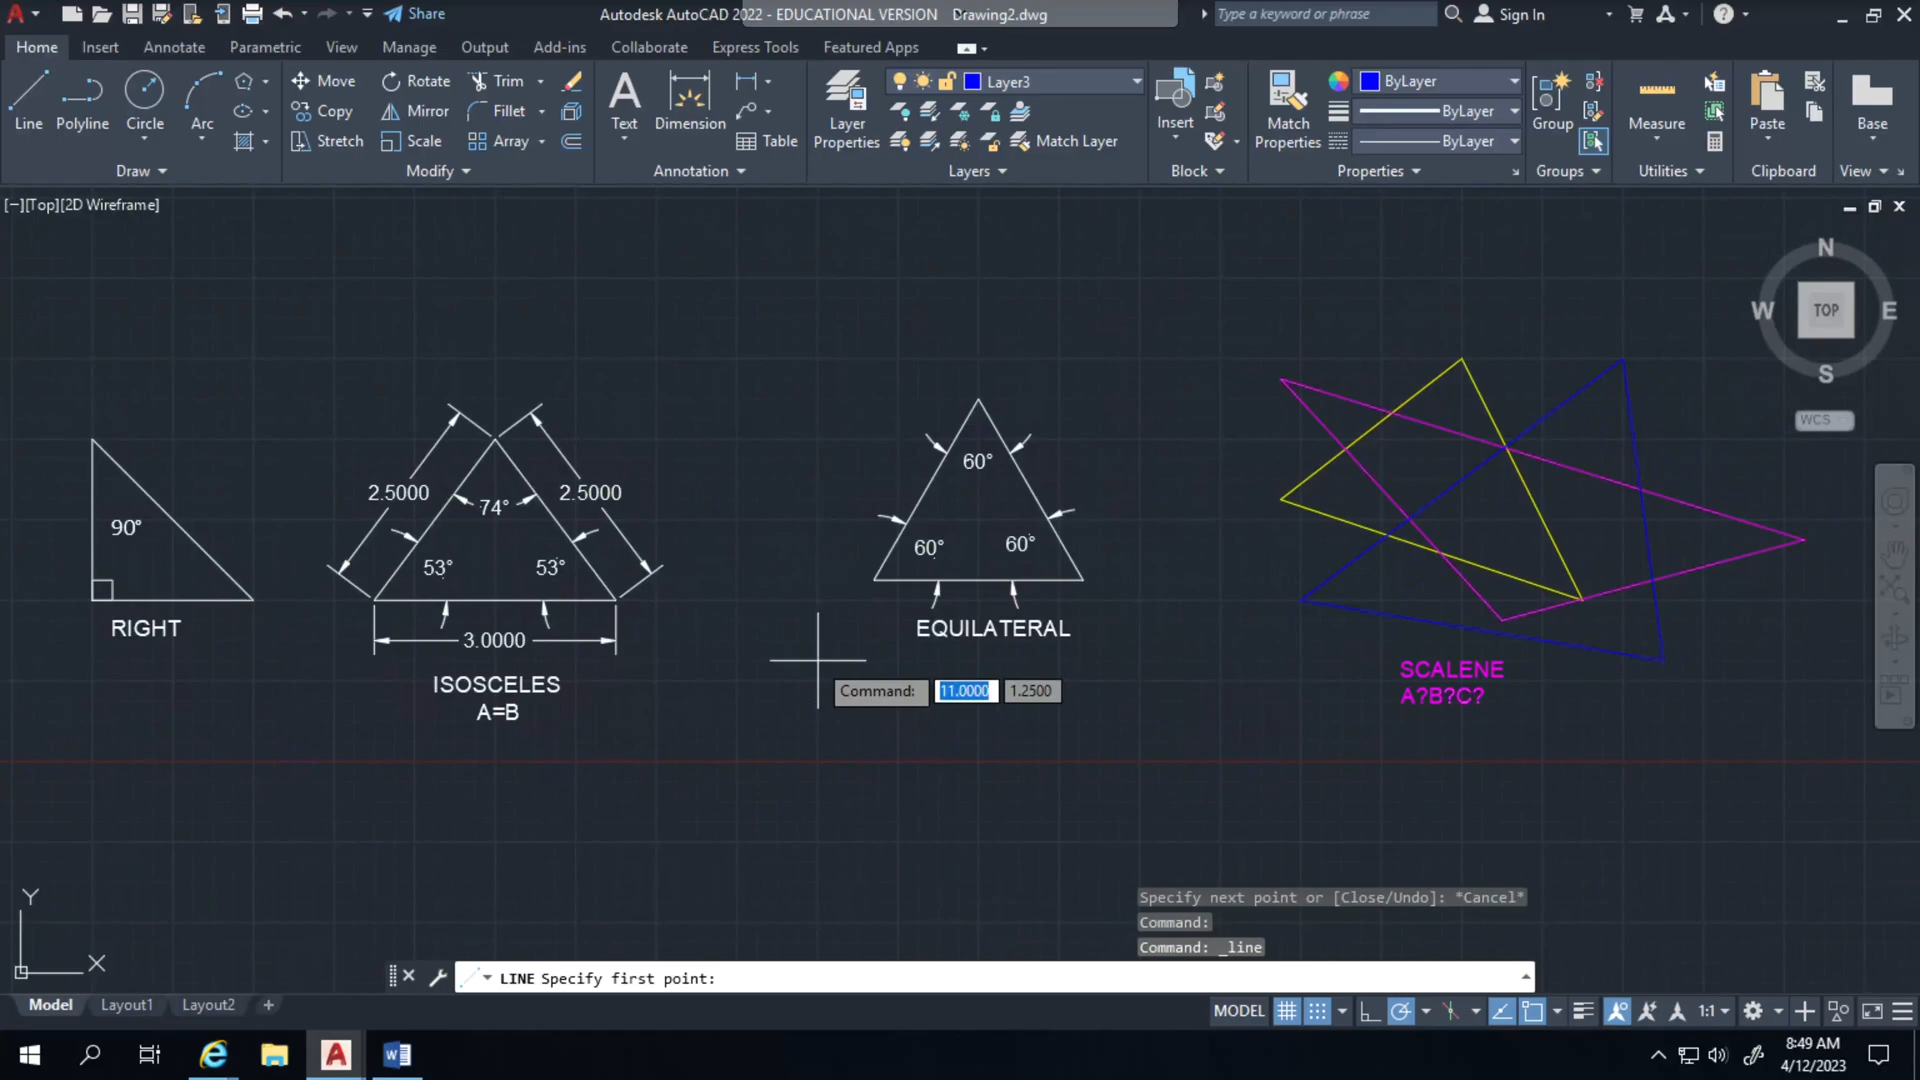 Share
Autodesk AutoCAD 2022 - EDUCATIONAL VERSION Drawing2.dwg
Type a keyword or phrase
Sign In
Home Insert Annotate Parametric View Manage Output Add-ins Collaborate Express Tools Featured Apps
Line Polyline Circle Arc
Draw
Move Rotate Trim
Copy Mirror Fillet
Stretch Scale Array
Modify
Text Dimension Table
Annotation
Layer Properties
Layer3
Match Layer
Layers
Insert
Block
Match Properties
ByLayer
ByLayer
ByLayer
Properties
Group
Groups
Measure
Utilities
Paste
Clipboard
Base
View
[−][Top][2D Wireframe]
N
W TOP E
S
WCS
90°
RIGHT
2.5000 2.5000
74°
53° 53°
3.0000
ISOSCELES
A=B
60°
60° 60°
EQUILATERAL
SCALENE
A?B?C?
Command: 11.0000 1.2500
Y
X
Specify next point or [Close/Undo]: *Cancel*
Command:
Command: _line
LINE Specify first point:
Model Layout1 Layout2 +
MODEL 1:1
8:49 AM
4/12/2023